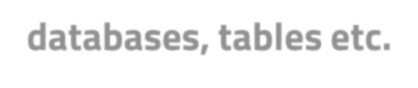 databases, tables etc.